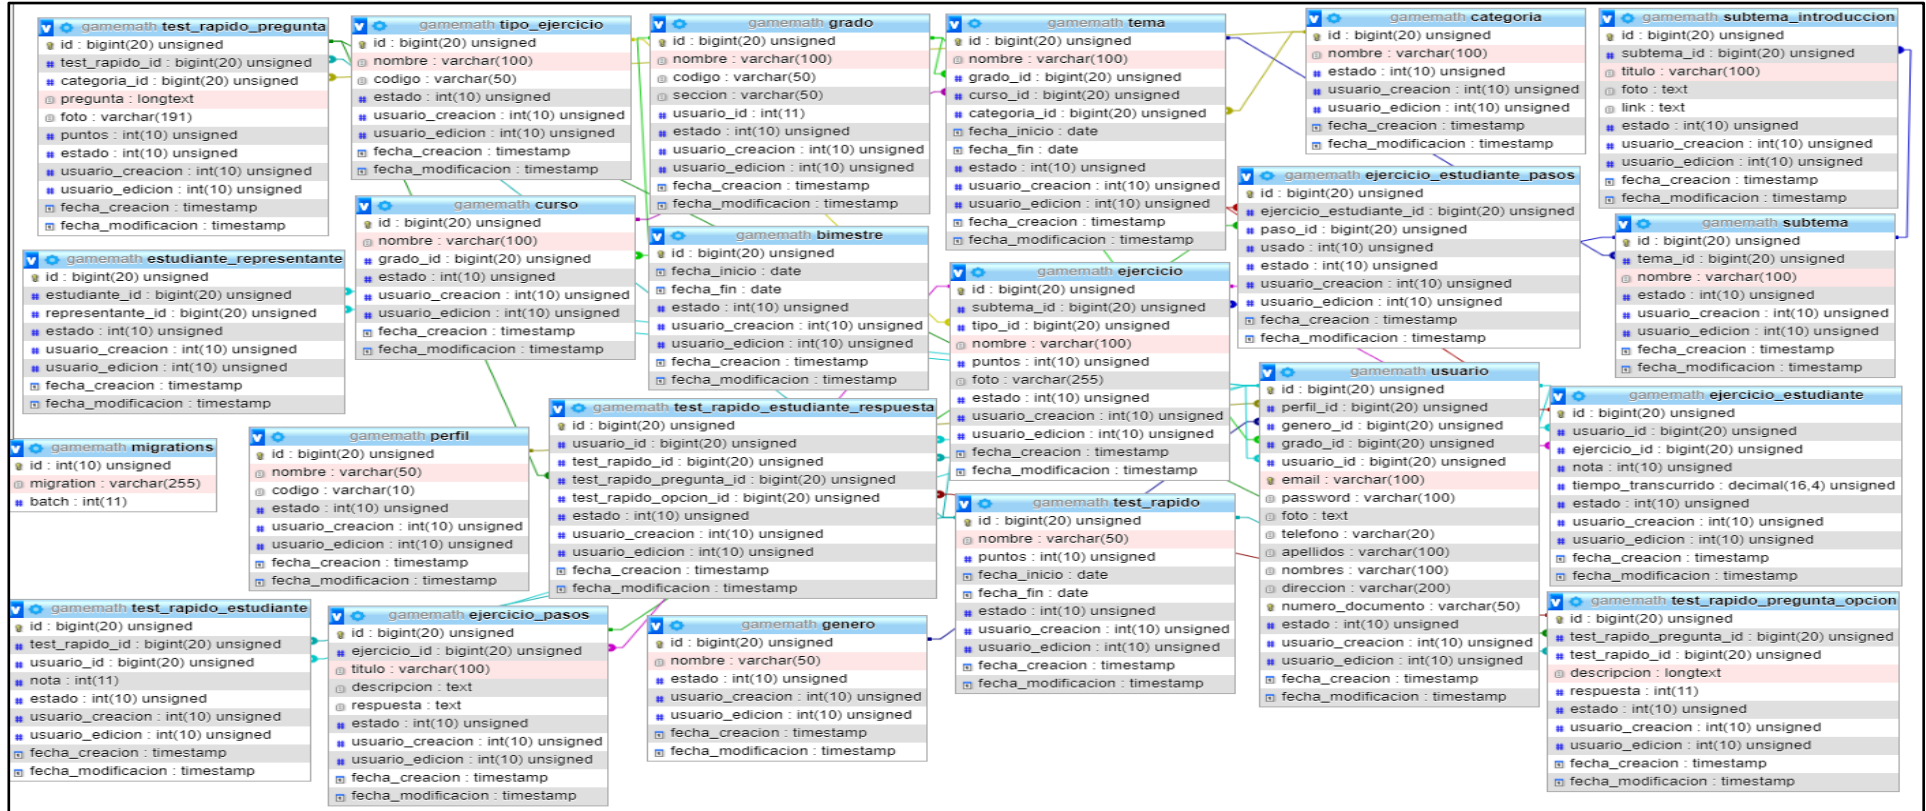 gamemath test_rapido_pregunta
id : bigint(20) unsigned
test_rapido_id : bigint(20) unsigned
categoria_id : bigint(20) unsigned
pregunta : longtext
foto : varchar(191)
puntos : int(10) unsigned
estado : int(10) unsigned
usuario_creacion : int(10) unsigned
usuario_edicion : int(10) unsigned
fecha_creacion : timestamp
fecha_modificacion : timestamp
gamemath tipo_ejercicio
id : bigint(20) unsigned
nombre : varchar(100)
codigo : varchar(50)
estado : int(10) unsigned
usuario_creacion : int(10) unsigned
usuario_edicion : int(10) unsigned
fecha_creacion : timestamp
fecha_modificacion : timestamp
gamemath grado
id : bigint(20) unsigned
nombre : varchar(100)
codigo : varchar(50)
seccion : varchar(50)
usuario_id : int(11)
estado : int(10) unsigned
usuario_creacion : int(10) unsigned
usuario_edicion : int(10) unsigned
fecha_creacion : timestamp
fecha_modificacion : timestamp
gamemath tema
id : bigint(20) unsigned
nombre : varchar(100)
grado_id : bigint(20) unsigned
curso_id : bigint(20) unsigned
categoria_id : bigint(20) unsigned
fecha_inicio : date
fecha_fin : date
estado : int(10) unsigned
usuario_creacion : int(10) unsigned
usuario_edicion : int(10) unsigned
fecha_creacion : timestamp
fecha_modificacion : timestamp
gamemath categoria
id : bigint(20) unsigned
nombre : varchar(100)
estado : int(10) unsigned
usuario_creacion : int(10) unsigned
usuario_edicion : int(10) unsigned
fecha_creacion : timestamp
fecha_modificacion : timestamp
gamemath subtema_introduccion
id : bigint(20) unsigned
subtema_id : bigint(20) unsigned
titulo : varchar(100)
foto : text
link : text
estado : int(10) unsigned
usuario_creacion : int(10) unsigned
usuario_edicion : int(10) unsigned
fecha_creacion : timestamp
fecha_modificacion : timestamp
gamemath ejercicio_estudiante_pasos
id : bigint(20) unsigned
ejercicio_estudiante_id : bigint(20) unsigned
paso_id : bigint(20) unsigned
usado : int(10) unsigned
estado : int(10) unsigned
usuario_creacion : int(10) unsigned
usuario_edicion : int(10) unsigned
fecha_creacion : timestamp
fecha_modificacion : timestamp
gamemath curso
id : bigint(20) unsigned
nombre : varchar(100)
grado_id : bigint(20) unsigned
estado : int(10) unsigned
usuario_creacion : int(10) unsigned
usuario_edicion : int(10) unsigned
fecha_creacion : timestamp
fecha_modificacion : timestamp
gamemath bimestre
id : bigint(20) unsigned
fecha_inicio : date
fecha_fin : date
estado : int(10) unsigned
usuario_creacion : int(10) unsigned
usuario_edicion : int(10) unsigned
fecha_creacion : timestamp
fecha_modificacion : timestamp
gamemath subtema
id : bigint(20) unsigned
tema_id : bigint(20) unsigned
nombre : varchar(100)
estado : int(10) unsigned
usuario_creacion : int(10) unsigned
usuario_edicion : int(10) unsigned
fecha_creacion : timestamp
fecha_modificacion : timestamp
gamemath estudiante_representante
id : bigint(20) unsigned
estudiante_id : bigint(20) unsigned
representante_id : bigint(20) unsigned
estado : int(10) unsigned
usuario_creacion : int(10) unsigned
usuario_edicion : int(10) unsigned
fecha_creacion : timestamp
fecha_modificacion : timestamp
gamemath ejercicio
id : bigint(20) unsigned
subtema_id : bigint(20) unsigned
tipo_id : bigint(20) unsigned
nombre : varchar(100)
puntos : int(10) unsigned
foto : varchar(255)
estado : int(10) unsigned
usuario_creacion : int(10) unsigned
usuario_edicion : int(10) unsigned
fecha_creacion : timestamp
fecha_modificacion : timestamp
gamemath usuario
id : bigint(20) unsigned
perfil_id : bigint(20) unsigned
genero_id : bigint(20) unsigned
grado_id : bigint(20) unsigned
usuario_id : bigint(20) unsigned
email : varchar(100)
password : varchar(100)
foto : text
telefono : varchar(20)
apellidos : varchar(100)
nombres : varchar(100)
direccion : varchar(200)
numero_documento : varchar(50)
estado : int(10) unsigned
usuario_creacion : int(10) unsigned
usuario_edicion : int(10) unsigned
fecha_creacion : timestamp
fecha_modificacion : timestamp
gamemath ejercicio_estudiante
id : bigint(20) unsigned
usuario_id : bigint(20) unsigned
ejercicio_id : bigint(20) unsigned
nota : int(10) unsigned
tiempo_transcurrido : decimal(16,4) unsigned
estado : int(10) unsigned
usuario_creacion : int(10) unsigned
usuario_edicion : int(10) unsigned
fecha_creacion : timestamp
fecha_modificacion : timestamp
gamemath migrations
id : int(10) unsigned
migration : varchar(255)
batch : int(11)
gamemath perfil
id : bigint(20) unsigned
nombre : varchar(50)
codigo : varchar(10)
estado : int(10) unsigned
usuario_creacion : int(10) unsigned
usuario_edicion : int(10) unsigned
fecha_creacion : timestamp
fecha_modificacion : timestamp
gamemath test_rapido_estudiante_respuesta
id : bigint(20) unsigned
usuario_id : bigint(20) unsigned
test_rapido_id : bigint(20) unsigned
test_rapido_pregunta_id : bigint(20) unsigned
test_rapido_opcion_id : bigint(20) unsigned
estado : int(10) unsigned
usuario_creacion : int(10) unsigned
usuario_edicion : int(10) unsigned
fecha_creacion : timestamp
fecha_modificacion : timestamp
gamemath test_rapido
id : bigint(20) unsigned
nombre : varchar(50)
puntos : int(10) unsigned
fecha_inicio : date
fecha_fin : date
estado : int(10) unsigned
usuario_creacion : int(10) unsigned
usuario_edicion : int(10) unsigned
fecha_creacion : timestamp
fecha_modificacion : timestamp
gamemath test_rapido_estudiante
id : bigint(20) unsigned
test_rapido_id : bigint(20) unsigned
usuario_id : bigint(20) unsigned
nota : int(11)
estado : int(10) unsigned
usuario_creacion : int(10) unsigned
usuario_edicion : int(10) unsigned
fecha_creacion : timestamp
fecha_modificacion : timestamp
gamemath ejercicio_pasos
id : bigint(20) unsigned
ejercicio_id : bigint(20) unsigned
titulo : varchar(100)
descripcion : text
respuesta : text
estado : int(10) unsigned
usuario_creacion : int(10) unsigned
usuario_edicion : int(10) unsigned
fecha_creacion : timestamp
fecha_modificacion : timestamp
gamemath genero
id : bigint(20) unsigned
nombre : varchar(50)
estado : int(10) unsigned
usuario_creacion : int(10) unsigned
usuario_edicion : int(10) unsigned
fecha_creacion : timestamp
fecha_modificacion : timestamp
gamemath test_rapido_pregunta_opcion
id : bigint(20) unsigned
test_rapido_pregunta_id : bigint(20) unsigned
test_rapido_id : bigint(20) unsigned
descripcion : longtext
respuesta : int(11)
estado : int(10) unsigned
usuario_creacion : int(10) unsigned
usuario_edicion : int(10) unsigned
fecha_creacion : timestamp
fecha_modificacion : timestamp